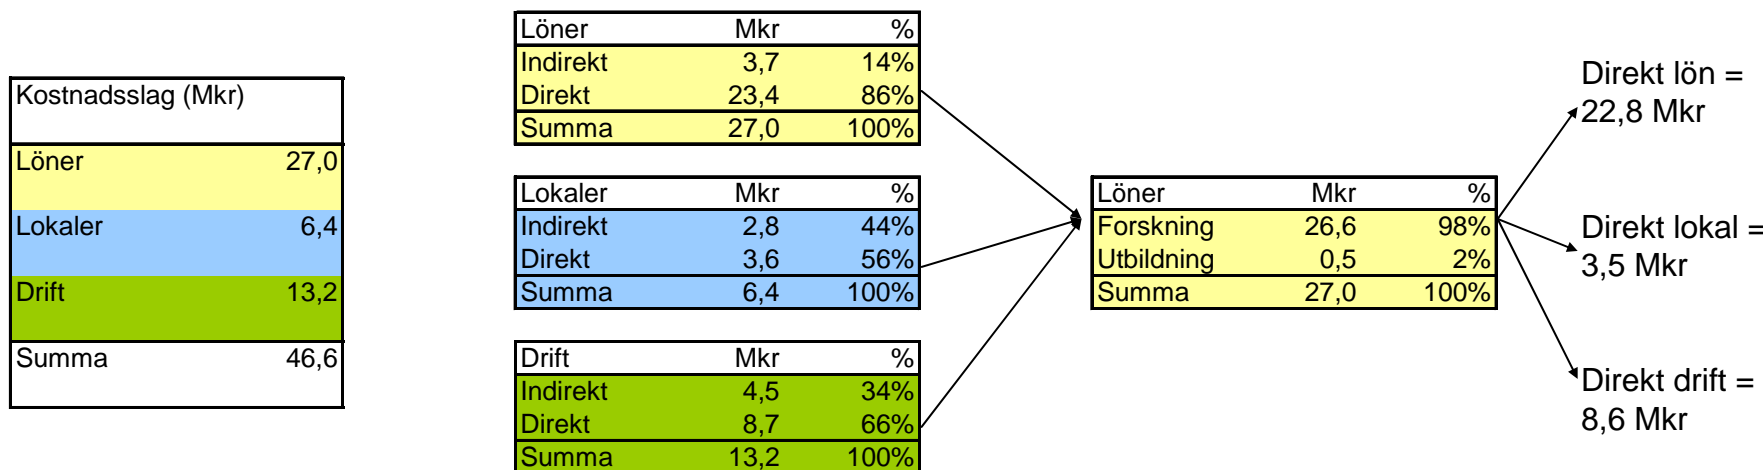 Kostnadsslag (Mkr)
Löner 27,0
Lokaler 6,4
Drift 13,2
Summa 46,6
Löner Mkr %
Indirekt 3,7 14%
Direkt 23,4 86%
Summa 27,0 100%
Lokaler Mkr %
Indirekt 2,8 44%
Direkt 3,6 56%
Summa 6,4 100%
Drift Mkr %
Indirekt 4,5 34%
Direkt 8,7 66%
Summa 13,2 100%
Löner Mkr %
Forskning 26,6 98%
Utbildning 0,5 2%
Summa 27,0 100%
Direkt lön =
22,8 Mkr
Direkt lokal =
3,5 Mkr
Direkt drift =
8,6 Mkr